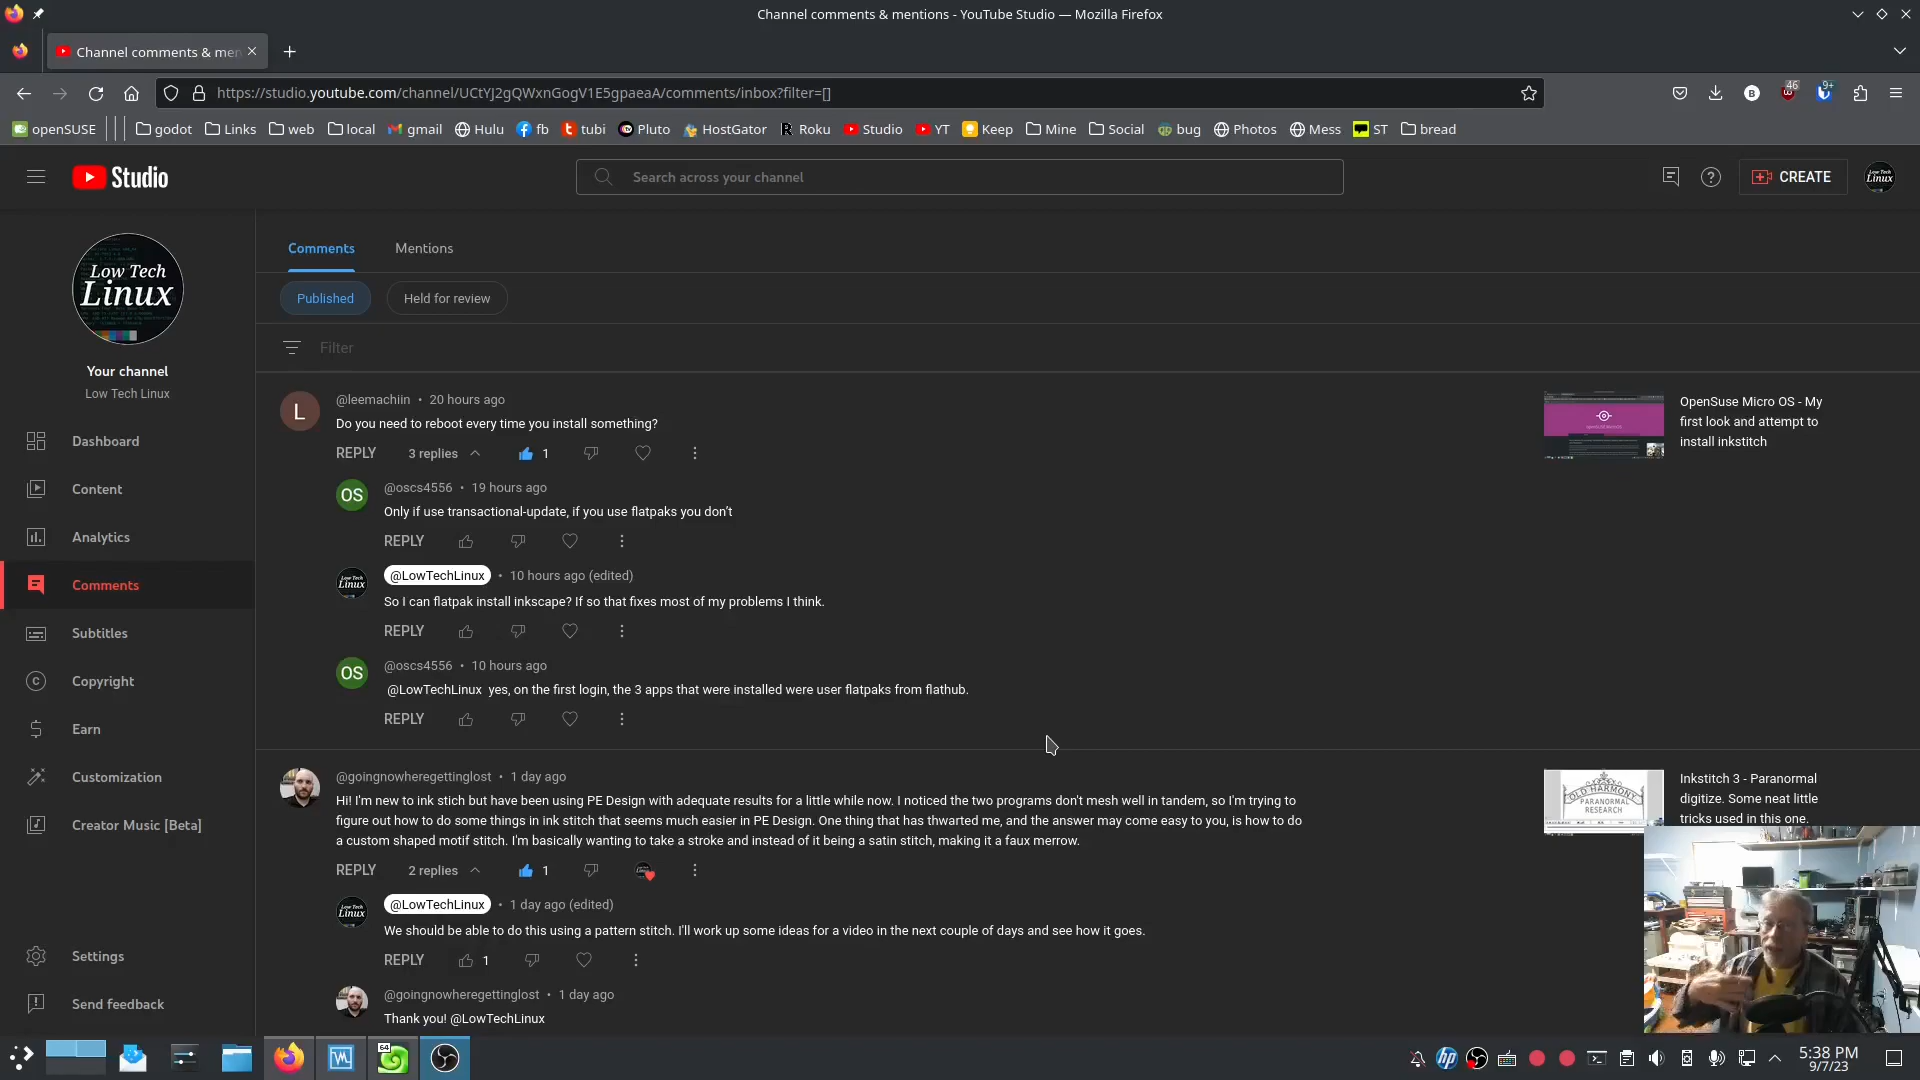 Channel comments & mentions - YouTube Studio — Mozilla Firefox
Channel comments & men
https://studio.youtube.com/channel/UCtYJ2gQWxnGogV1E5gpaeaA/comments/inbox?filter=[]
B
46
9+
openSUSE
godot
Links
web
local
gmail
Hulu
fb
tubi
Pluto
HostGator
Roku
Studio
YT
Keep
Mine
Social
bug
Photos
Mess
ST
bread
Studio
Search across your channel
CREATE
Low Tech
Linux
Comments
Mentions
Published
Held for review
Filter
Low Tech
Linux
Your channel
Low Tech Linux
Dashboard
Content
Analytics
Comments
Subtitles
Copyright
Earn
Customization
Creator Music [Beta]
Settings
Send feedback
L
@leemachiin • 20 hours ago
Do you need to reboot every time you install something?
REPLY 3 replies 1
OpenSuse Micro OS - My
first look and attempt to
install inkstitch
OS
@oscs4556 • 19 hours ago
Only if use transactional-update, if you use flatpaks you don't
REPLY
@LowTechLinux • 10 hours ago (edited)
So I can flatpak install inkscape? If so that fixes most of my problems I think.
REPLY
OS
@oscs4556 • 10 hours ago
@LowTechLinux yes, on the first login, the 3 apps that were installed were user flatpaks from flathub.
REPLY
@goingnowheregettinglost • 1 day ago
Hi! I'm new to ink stich but have been using PE Design with adequate results for a little while now. I noticed the two programs don't mesh well in tandem, so I'm trying to
figure out how to do some things in ink stitch that seems much easier in PE Design. One thing that has thwarted me, and the answer may come easy to you, is how to do
a custom shaped motif stitch. I'm basically wanting to take a stroke and instead of it being a satin stitch, making it a faux merrow.
REPLY 2 replies 1
OLD HARMONY
PARANORMAL
RESEARCH
Inkstitch 3 - Paranormal
digitize. Some neat little
tricks used in this one.
@LowTechLinux • 1 day ago (edited)
We should be able to do this using a pattern stitch. I'll work up some ideas for a video in the next couple of days and see how it goes.
REPLY 1
@goingnowheregettinglost • 1 day ago
Thank you! @LowTechLinux
64
hp
5:38 PM
9/7/23